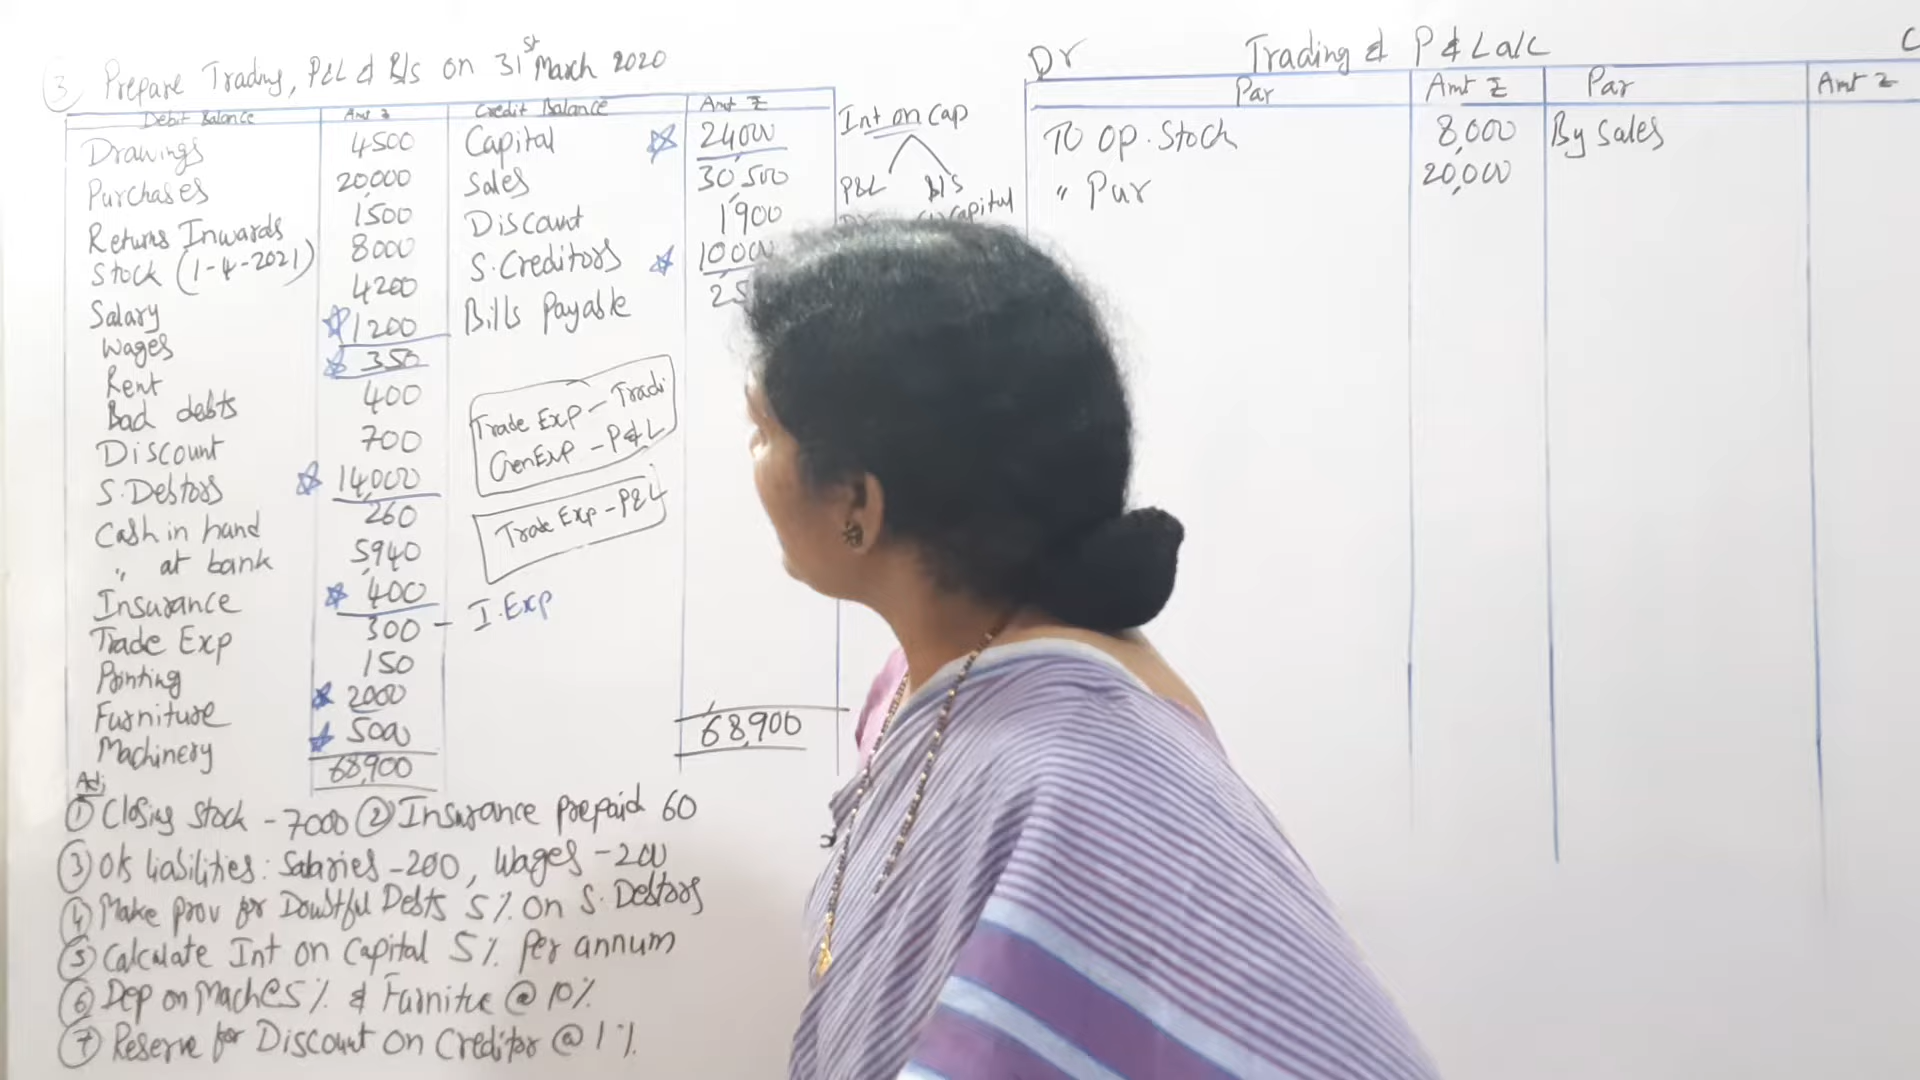 3 Prepare Trading, P&L & B/s on 31st March 2020
Debit Balance Amt ₹ Credit Balance Amt ₹
Drawings 4500 Capital 24000
Purchases 20,000 Sales 30,500
Returns Inwards 1500 Discount 1900
Stock (1-4-2021) 8000 S.Creditors 10000
Salary 4200 Bills Payable
Wages 1200
Rent 350
Bad debts 400
Discount 700
S.Debtors 14,000
Cash in hand 260
" at bank 5,940
Insurance 400
Trade Exp 300 - I.Exp
Printing 150
Furniture 2000
Machinery 5000
68,900 68,900
Trade Exp - Tradi
Gen Exp - P&L
Trade Exp - P&L
Int on Cap
P&L B/S
Capital
Adj
① Closing Stock - 7000 ② Insurance prepaid 60
③ O/s liabilities: Salaries - 200, Wages - 200
④ Make prov for Doubtful Debts 5% on S. Debtors
⑤ Calculate Int on Capital 5% Per annum
⑥ Dep on Mach@5% & Furnitue @ 10%
⑦ Reserve for Discount on Creditor @ 1%
Dr Trading & P&L a/c C
Par Amt ₹ Par Amt ₹
To Op. Stock 8,000 By Sales
" Pur 20,000